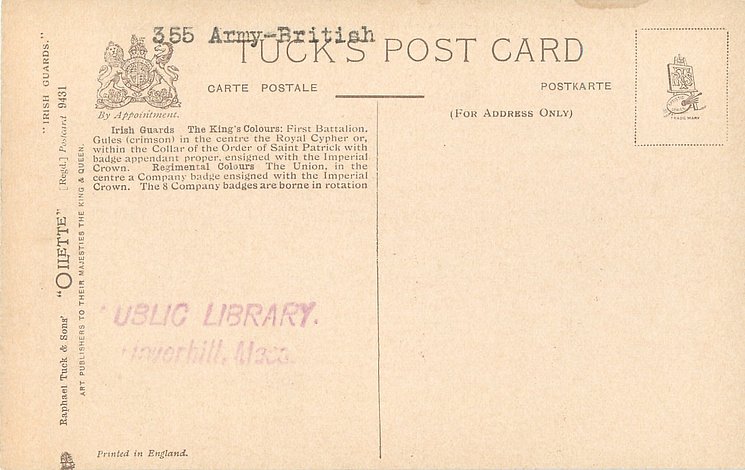 355 Army-British
TUCK'S POST CARD
CARTE POSTALE
POSTKARTE
By Appointment.
(FOR ADDRESS ONLY)
Irish Guards The King's Colours: First Battalion,
Gules (crimson) in the centre the Royal Cypher or,
within the Collar of the Order of Saint Patrick with
badge appendant proper, ensigned with the Imperial
Crown. Regimental Colours The Union, in the
centre a Company badge ensigned with the Imperial
Crown. The 8 Company badges are borne in rotation
"IRISH GUARDS."
Raphael Tuck & Sons' "OILETTE" [Regd.] Postcard 9431
ART PUBLISHERS TO THEIR MAJESTIES THE KING & QUEEN.
UBLIC LIBRARY.
averhill, Mass.
Printed in England.
TRADE MARK